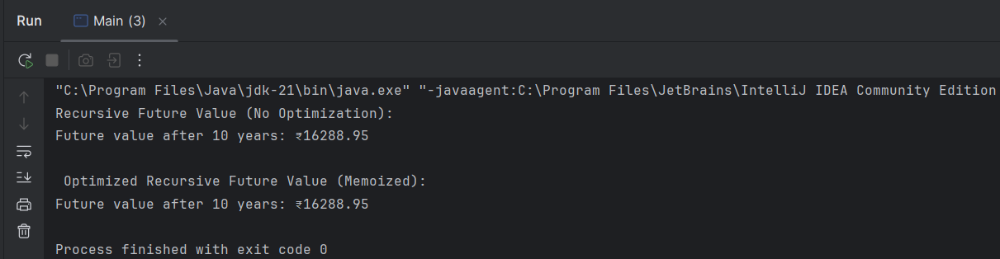 Run
Main (3)
"C:\Program Files\Java\jdk-21\bin\java.exe" "-javaagent:C:\Program Files\JetBrains\IntelliJ IDEA Community Edition
Recursive Future Value (No Optimization):
Future value after 10 years: ₹16288.95
Optimized Recursive Future Value (Memoized):
Future value after 10 years: ₹16288.95
Process finished with exit code 0